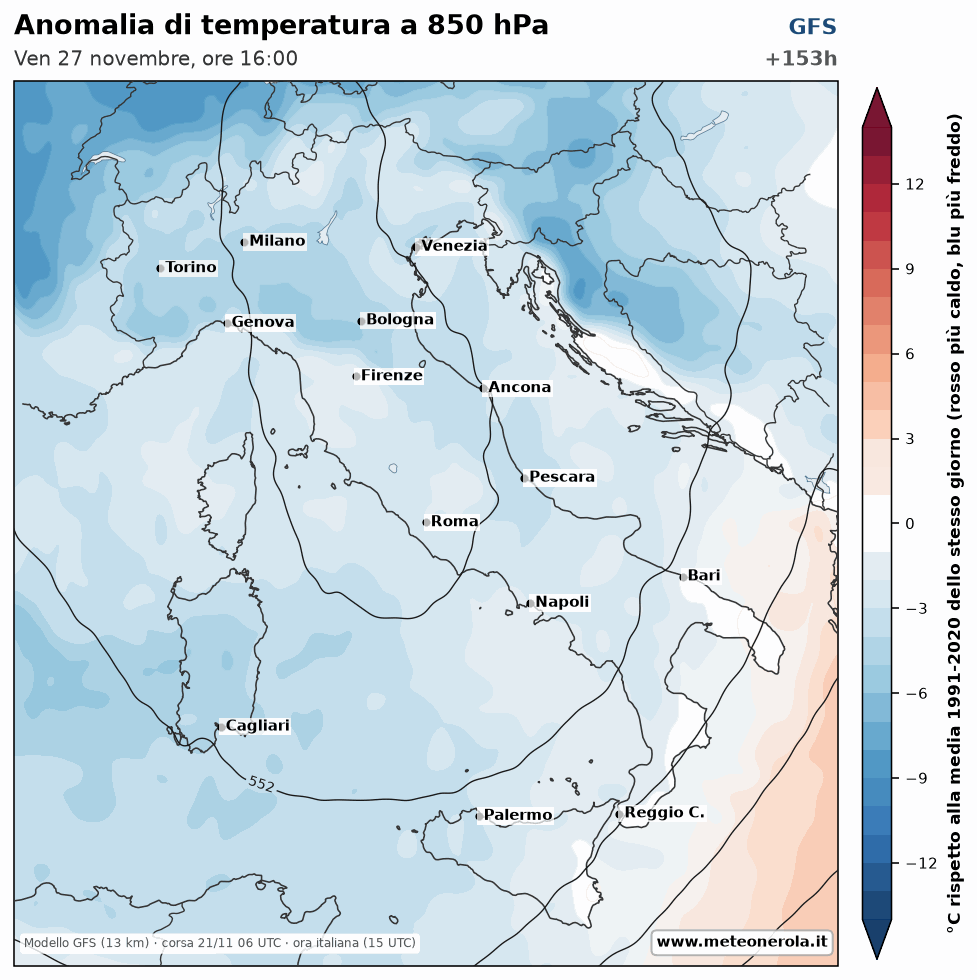 Anomalia di temperatura a 850 hPa
GFS
Ven 27 novembre, ore 16:00
+153h
Milano
Venezia
Torino
Genova
Bologna
Firenze
Ancona
Pescara
Roma
Bari
Napoli
Cagliari
552
Palermo
Reggio C.
12
9
6
3
0
−3
−6
−9
−12
°C rispetto alla media 1991-2020 dello stesso giorno (rosso più caldo, blu più freddo)
Modello GFS (13 km) · corsa 21/11 06 UTC · ora italiana (15 UTC)
www.meteonerola.it